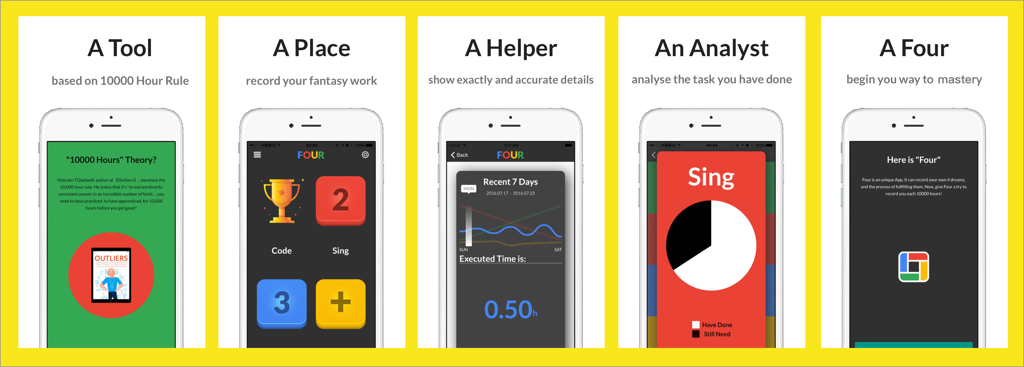 A Tool
based on 10000 Hour Rule
"10000 Hours" Theory?
Malcolm T.Gladwell, author of 《Outliers》, mentions the
10,000 hour rule. He states that it's "an extraordinarily
consistent answer in an incredible number of fields ... you
need to have practiced, to have apprenticed, for 10,000
hours before you get good."
OUTLIERS
A Place
record your fantasy work
FOUR
2
Code
Sing
3
+
A Helper
show exactly and accurate details
Back
FOUR
Recent 7 Days
2016.07.17 - 2016.07.23
MON
SUN
SAT
Executed Time is:
0.50h
An Analyst
analyse the task you have done
Sing
Have Done
Still Need
A Four
begin you way to mastery
Here is "Four"
Four is an unique App, It can record your own 4 dreams,
and the process of fulfilling them. Now, give Four a try to
record you each 10000 hours!